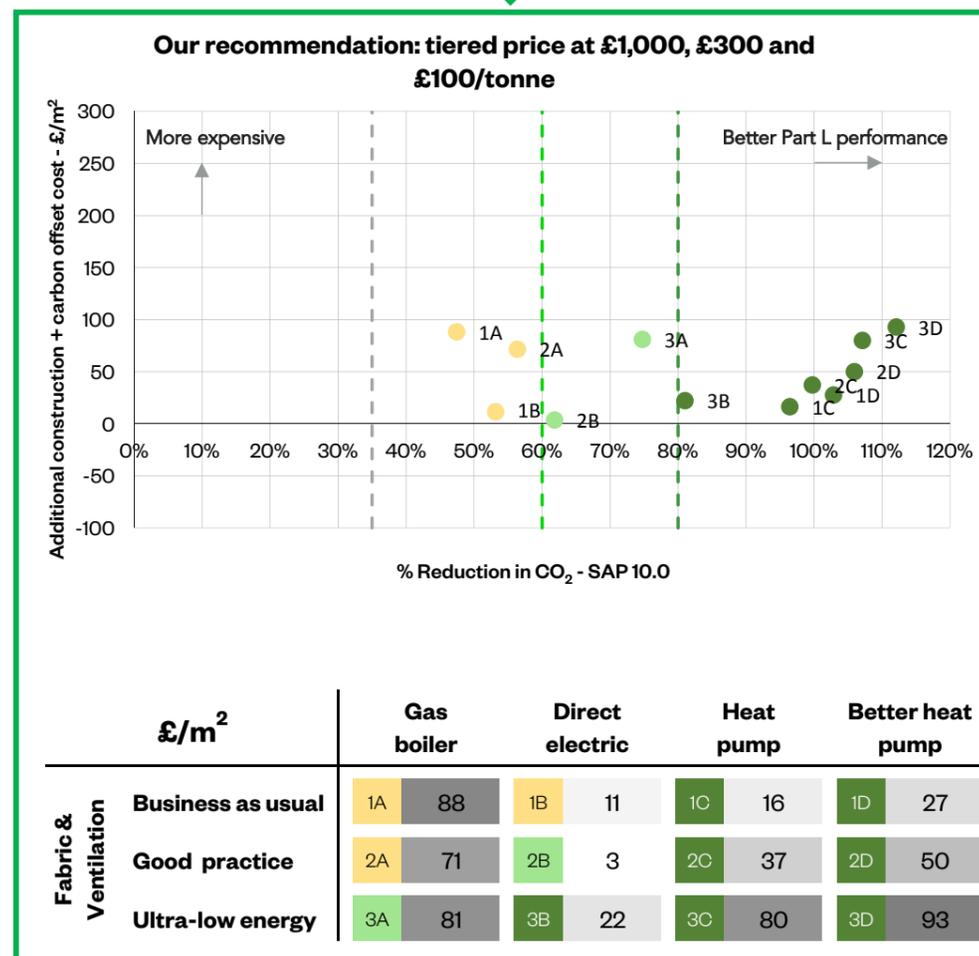 Our recommendation: tiered price at £1,000, £300 and
£100/tonne
Additional construction + carbon offset cost - £/m²
300
250
200
150
100
50
0
-50
-100
More expensive
Better Part L performance
1A
2A
3A
1B
2B
3B
1C
2C
1D
2D
3C
3D
0% 10% 20% 30% 40% 50% 60% 70% 80% 90% 100% 110% 120%
% Reduction in CO₂ - SAP 10.0
£/m² Gas boiler Direct electric Heat pump Better heat pump
Fabric & Ventilation
Business as usual 1A 88 1B 11 1C 16 1D 27
Good practice 2A 71 2B 3 2C 37 2D 50
Ultra-low energy 3A 81 3B 22 3C 80 3D 93